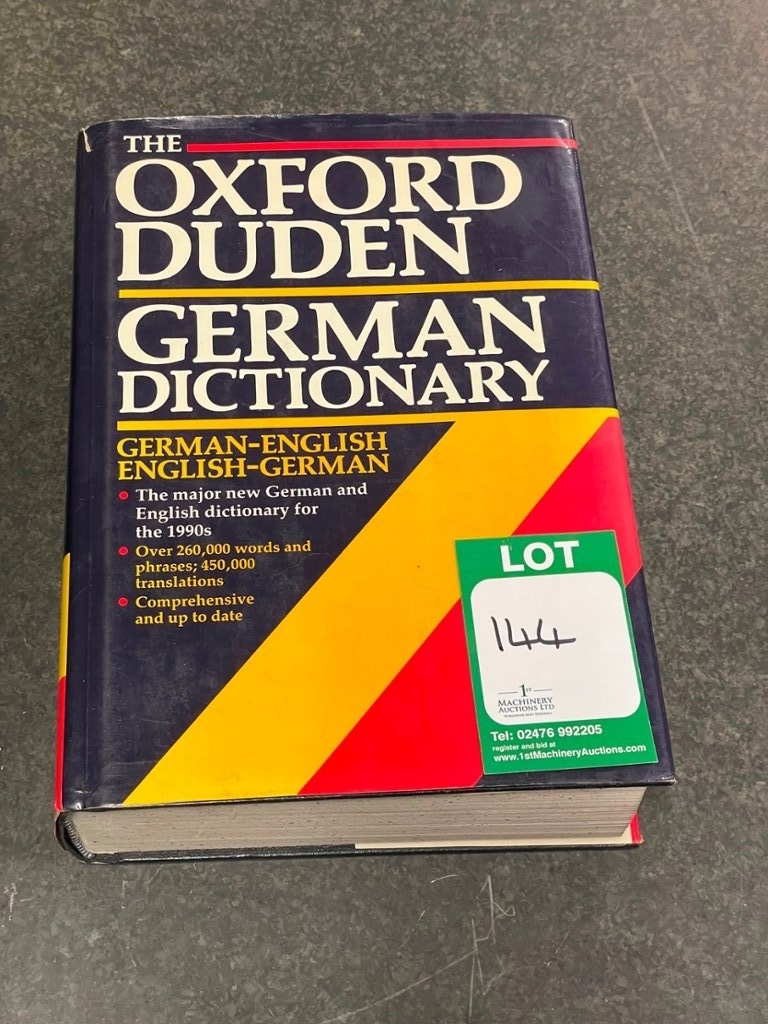 THE
OXFORD
DUDEN
GERMAN
DICTIONARY
GERMAN-ENGLISH
ENGLISH-GERMAN
• The major new German and
English dictionary for
the 1990s
• Over 260,000 words and
phrases; 450,000
translations
• Comprehensive
and up to date
LOT
144
1ST
MACHINERY
AUCTIONS LTD
Tel: 02476 992205
register and bid at
www.1stMachineryAuctions.com